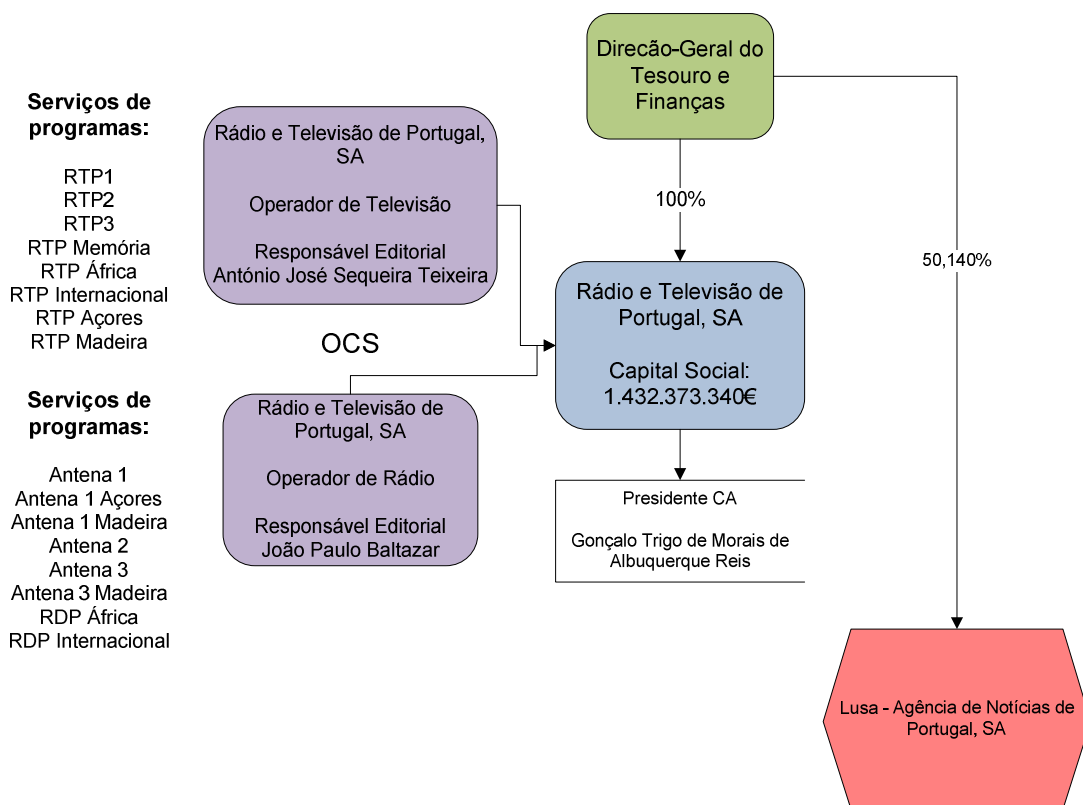 Serviços de
programas:
RTP1
RTP2
RTP3
RTP Memória
RTP África
RTP Internacional
RTP Açores
RTP Madeira
Serviços de
programas:
Antena 1
Antena 1 Açores
Antena 1 Madeira
Antena 2
Antena 3
Antena 3 Madeira
RDP África
RDP Internacional
Rádio e Televisão de Portugal,
SA
Operador de Televisão
Responsável Editorial
António José Sequeira Teixeira
OCS
Rádio e Televisão de
Portugal, SA
Operador de Rádio
Responsável Editorial
João Paulo Baltazar
Direcão-Geral do
Tesouro e
Finanças
100%
Rádio e Televisão de
Portugal, SA
Capital Social:
1.432.373.340€
Presidente CA
Gonçalo Trigo de Morais de
Albuquerque Reis
50,140%
Lusa - Agência de Notícias de
Portugal, SA